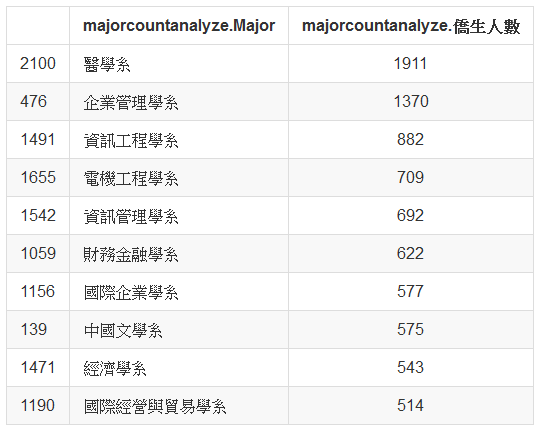 majorcountanalyze.Major majorcountanalyze.僑生人數
2100 醫學系 1911
476 企業管理學系 1370
1491 資訊工程學系 882
1655 電機工程學系 709
1542 資訊管理學系 692
1059 財務金融學系 622
1156 國際企業學系 577
139 中國文學系 575
1471 經濟學系 543
1190 國際經營與貿易學系 514